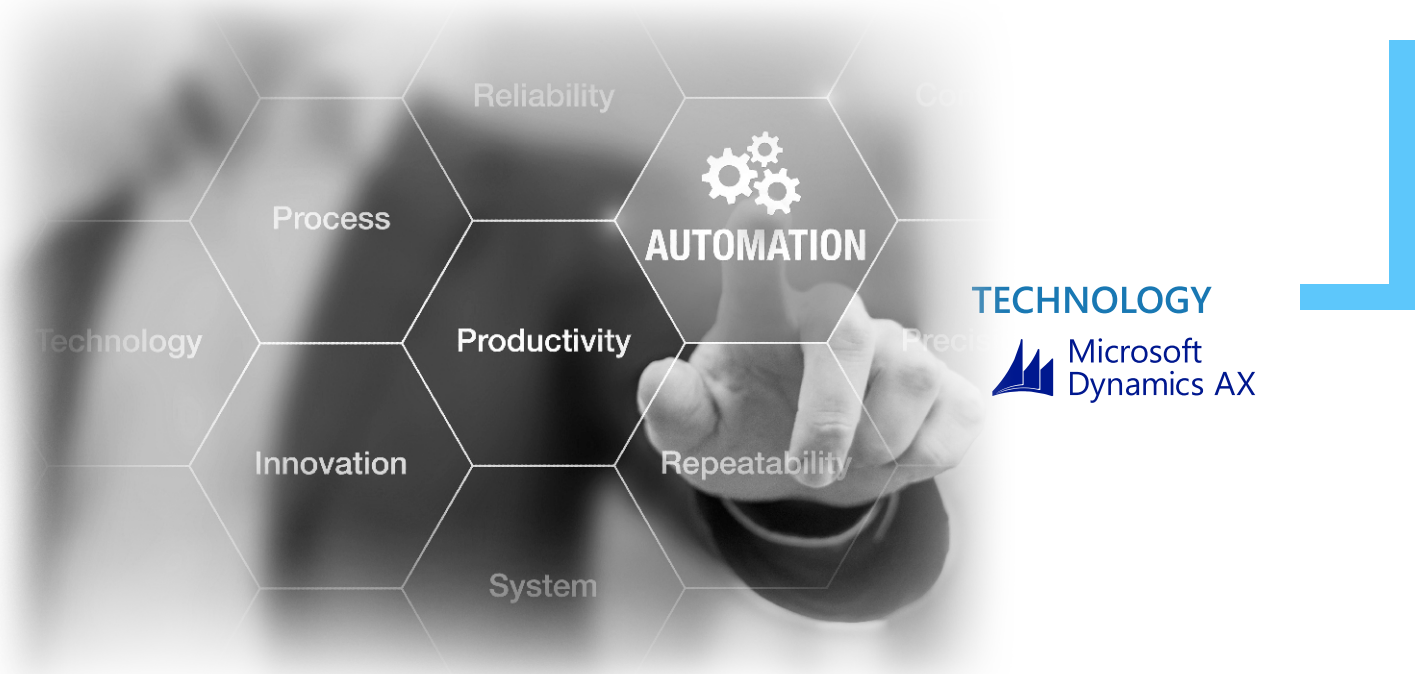 Reliability
Process
AUTOMATION
Technology
Productivity
TECHNOLOGY
Microsoft
Dynamics AX
Innovation
Repeatability
System